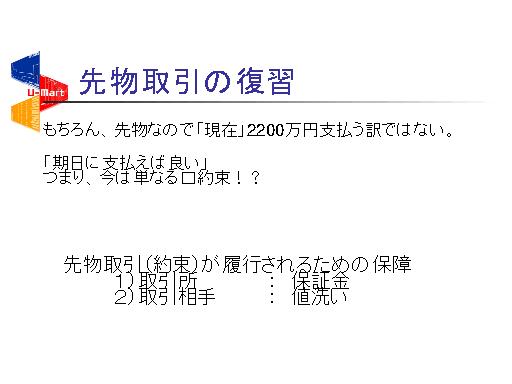 U-Mart
先物取引の復習
もちろん、先物なので「現在」2200万円支払う訳ではない。
「期日に支払えば良い」
つまり、今は単なる口約束！？
先物取引(約束)が履行されるための保障
1)取引所 ： 保証金
2)取引相手 ： 値洗い